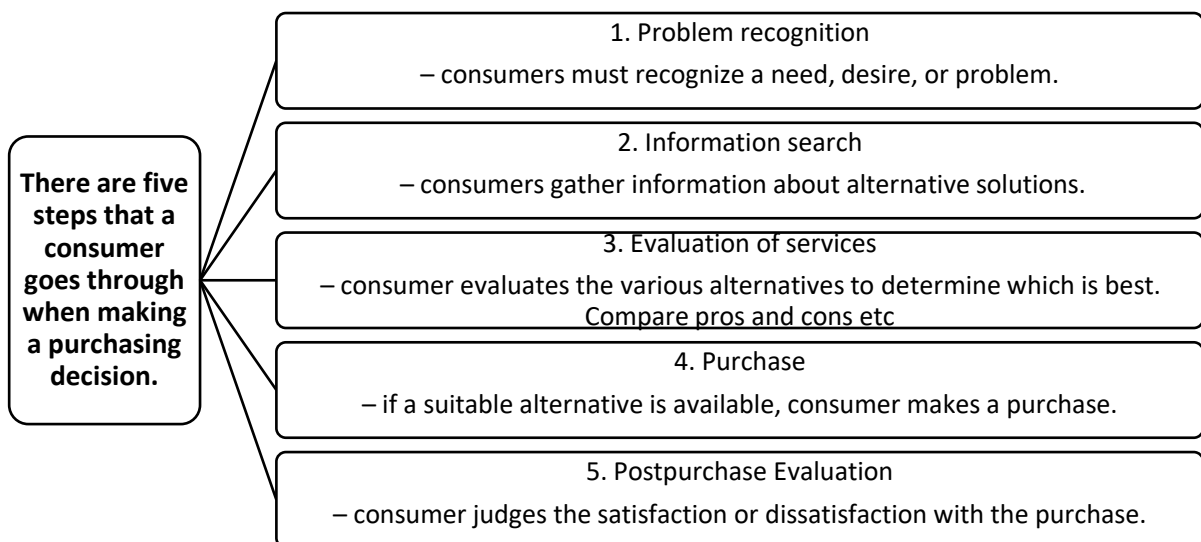 There are five
steps that a
consumer
goes through
when making
a purchasing
decision.
1. Problem recognition
– consumers must recognize a need, desire, or problem.
2. Information search
– consumers gather information about alternative solutions.
3. Evaluation of services
– consumer evaluates the various alternatives to determine which is best.
Compare pros and cons etc
4. Purchase
– if a suitable alternative is available, consumer makes a purchase.
5. Postpurchase Evaluation
– consumer judges the satisfaction or dissatisfaction with the purchase.